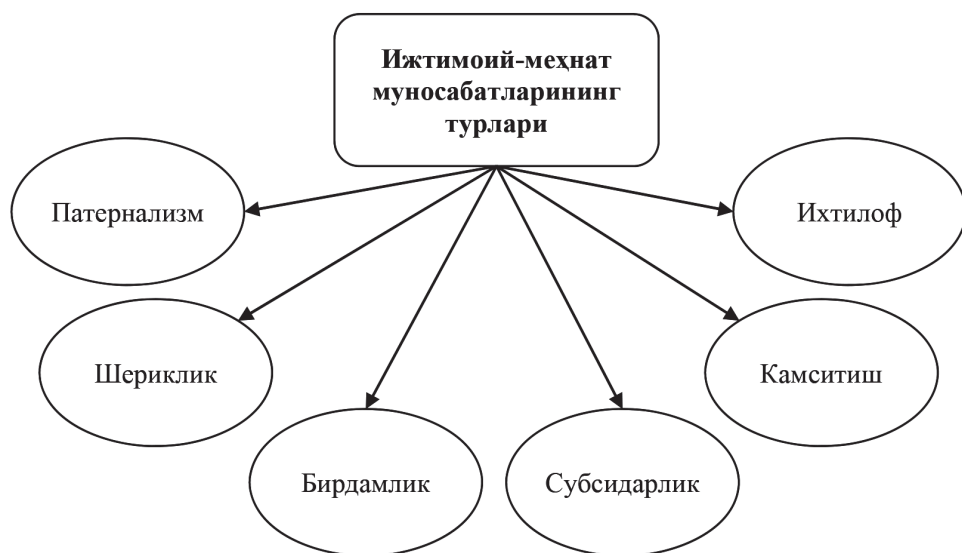 Ижтимоий-меҳнат
муносабатларининг
турлари
Патернализм
Ихтилоф
Шериклик
Камситиш
Бирдамлик
Субсидарлик